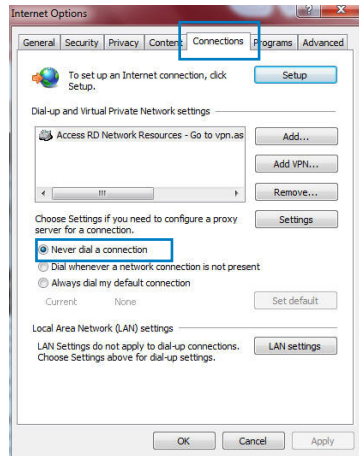 Internet Options
General Security Privacy Content Connections Programs Advanced
To set up an Internet connection, click
Setup.
Setup
Dial-up and Virtual Private Network settings
Access RD Network Resources - Go to vpn.as
Add...
Add VPN...
Remove...
Choose Settings if you need to configure a proxy
server for a connection.
Settings
Never dial a connection
Dial whenever a network connection is not present
Always dial my default connection
Current None
Set default
Local Area Network (LAN) settings
LAN Settings do not apply to dial-up connections.
Choose Settings above for dial-up settings.
LAN settings
OK Cancel Apply